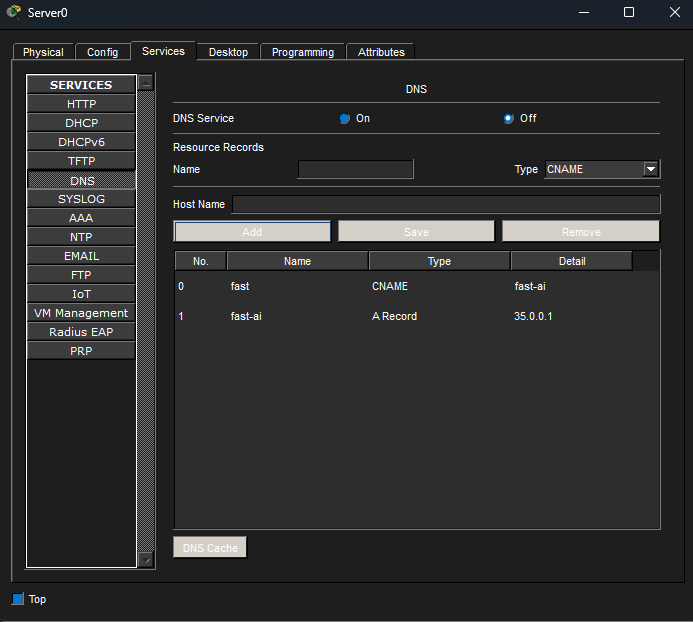 Server0
Physical Config Services Desktop Programming Attributes
SERVICES
HTTP
DHCP
DHCPv6
TFTP
DNS
SYSLOG
AAA
NTP
EMAIL
FTP
IoT
VM Management
Radius EAP
PRP
DNS
DNS Service On Off
Resource Records
Name Type CNAME
Host Name
Add Save Remove
No. Name Type Detail
0 fast CNAME fast-ai
1 fast-ai A Record 35.0.0.1
DNS Cache
Top